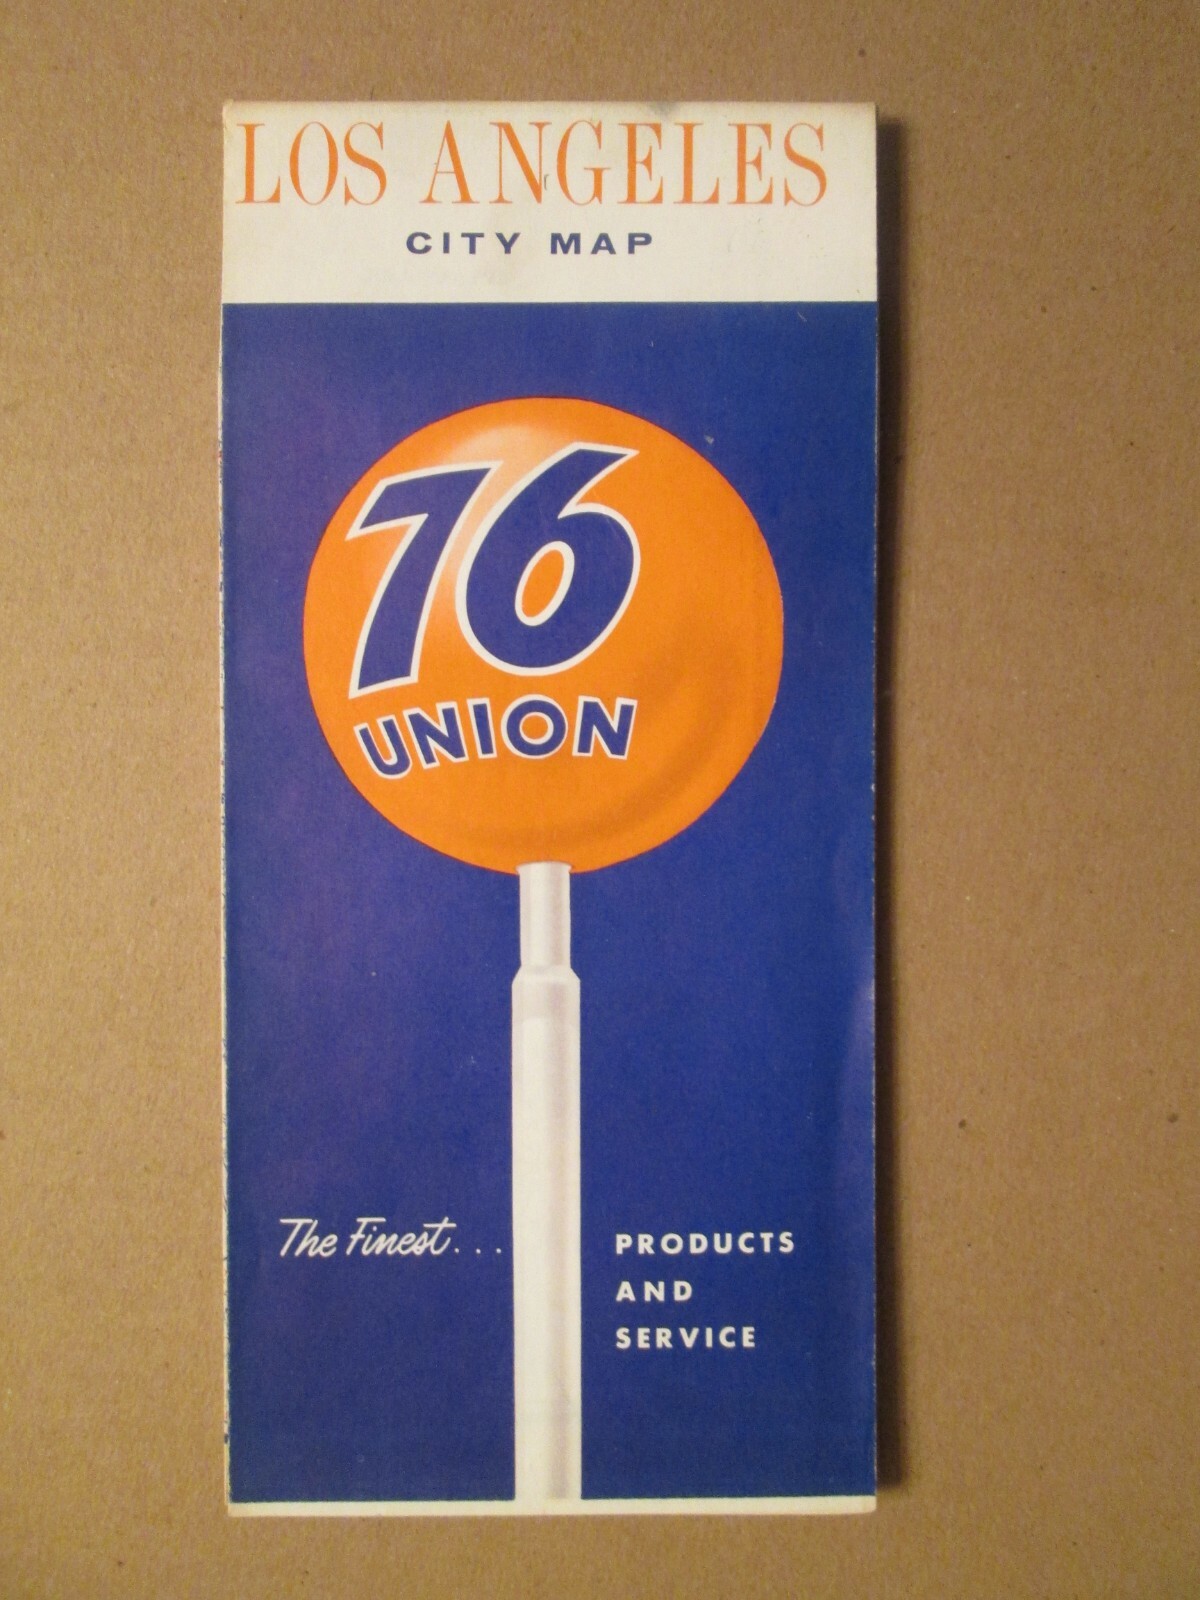 LOS ANGELES
CITY MAP
76
UNION
The Finest...
PRODUCTS
AND
SERVICE